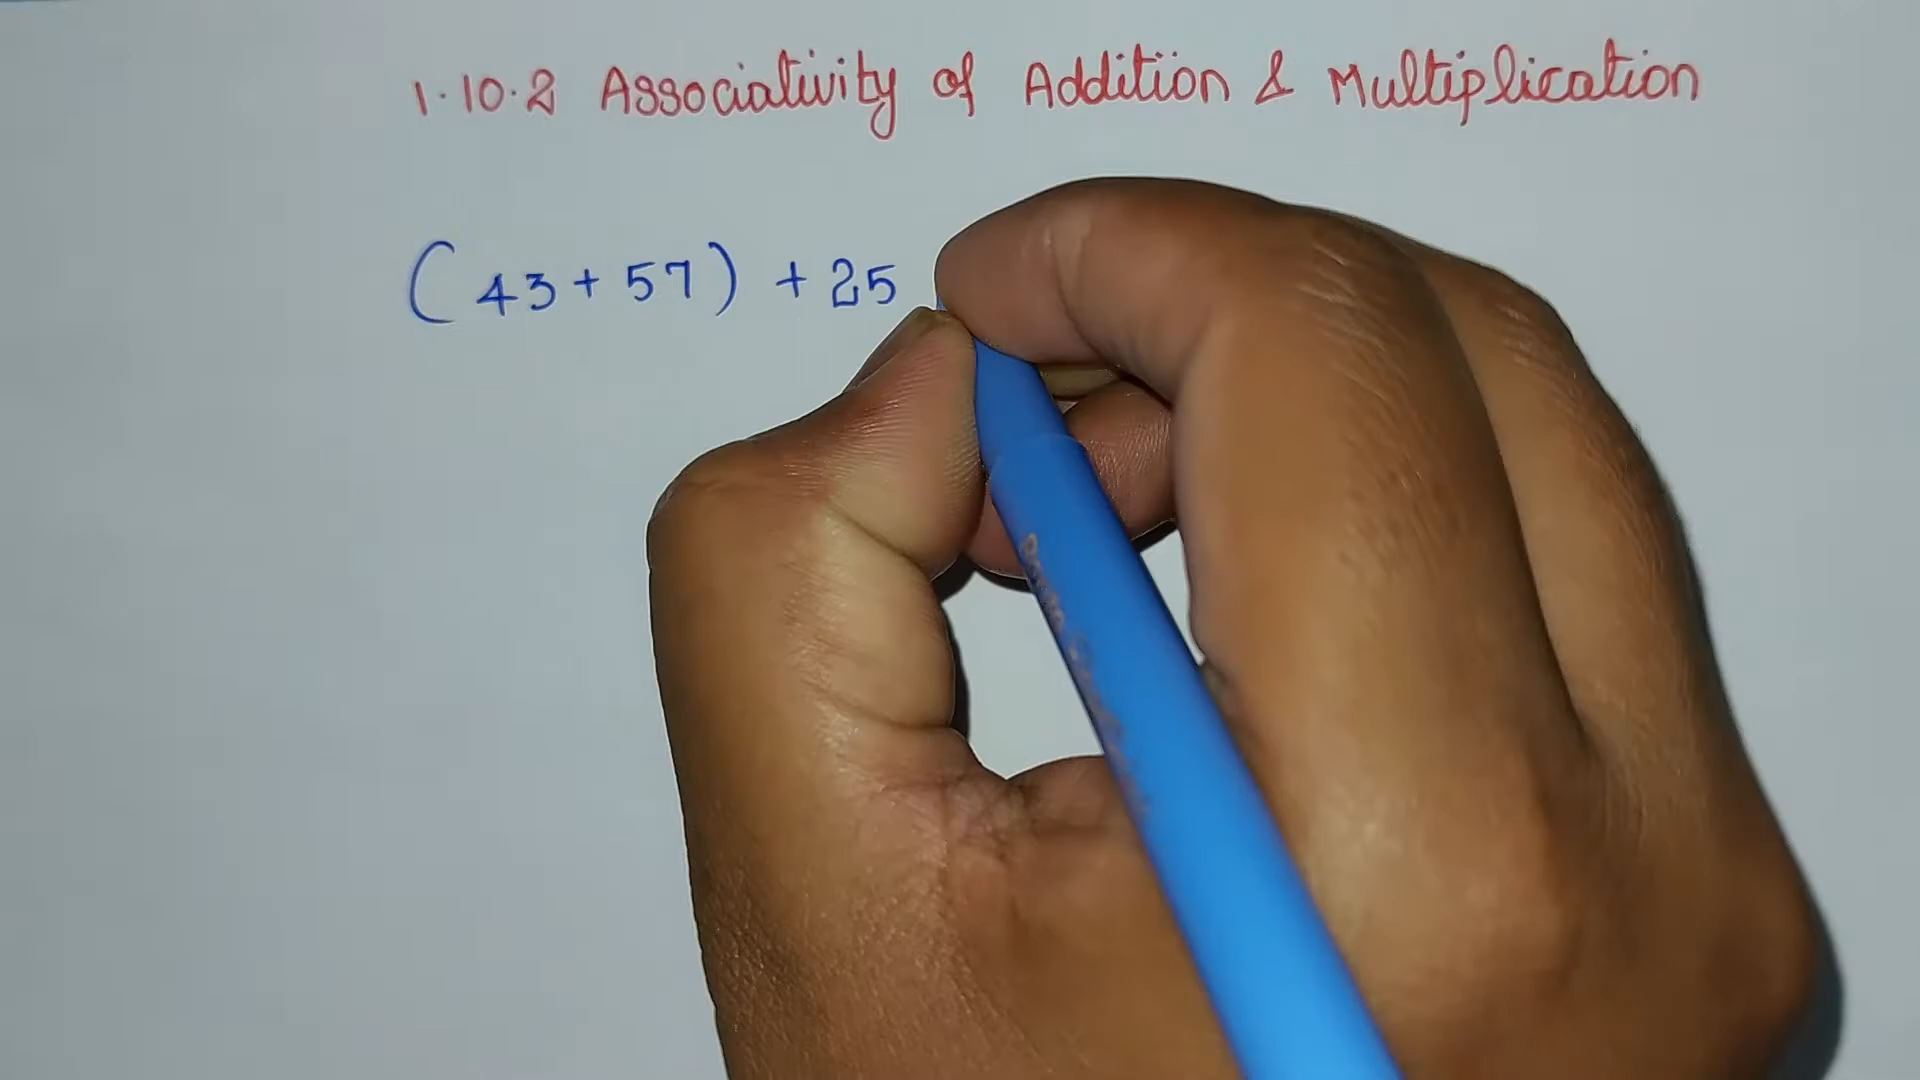 1.10.2 Associativity of Addition & Multiplication
(43+57) + 25